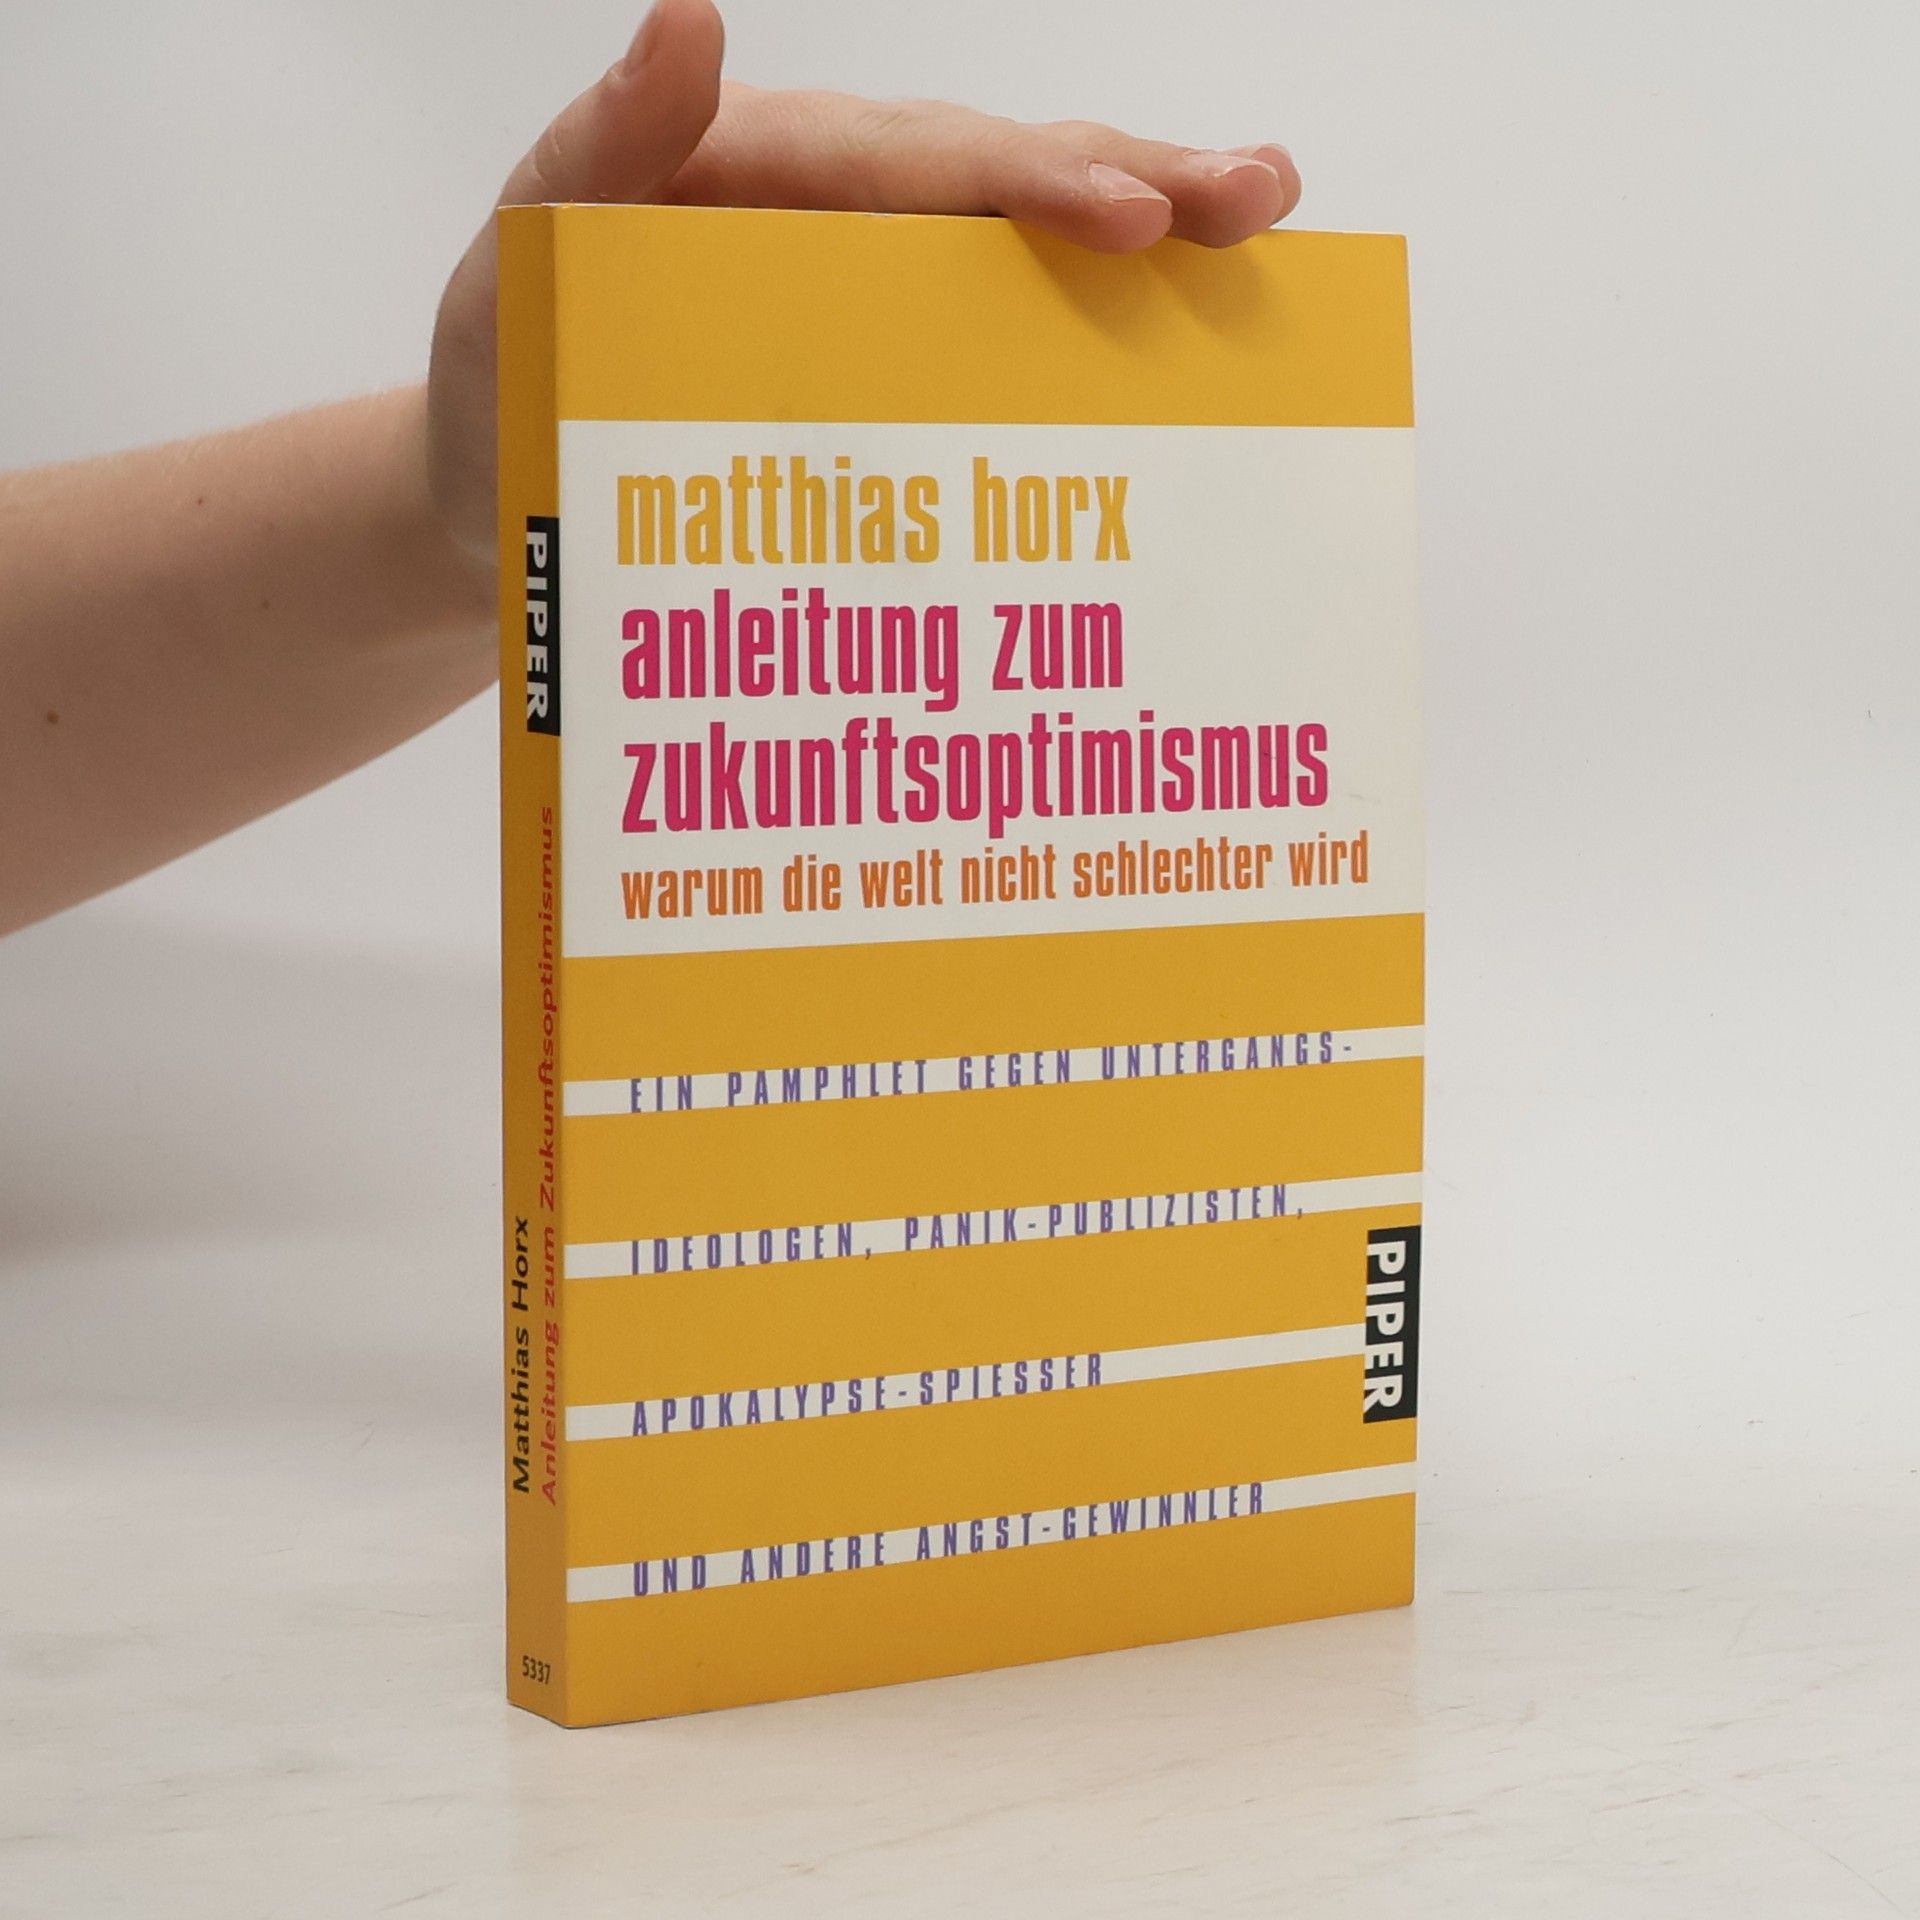 matthias horx
anleitung zum
zukunftsoptimismus
warum die welt nicht schlechter wird
EIN PAMPHLET GEGEN UNTERGANGS-
IDEOLOGEN, PANIK-PUBLIZISTEN,
APOKALYPSE-SPIESSER
UND ANDERE ANGST-GEWINNLER
PIPER
PIPER
Matthias Horx
Anleitung zum Zukunftsoptimismus
5337